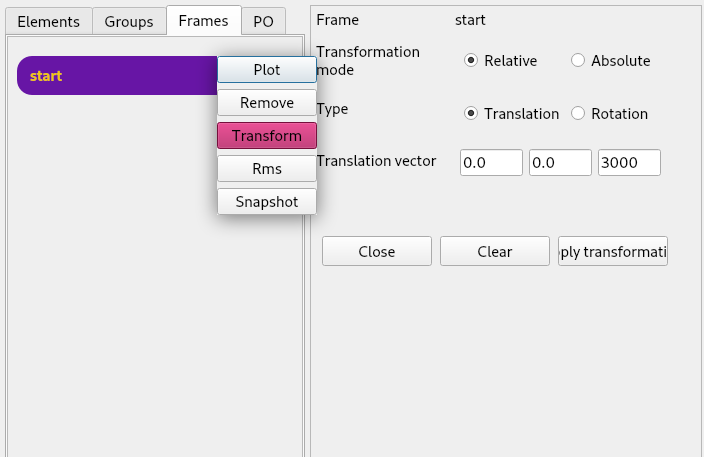 Elements Groups Frames PO
start
Plot
Remove
Transform
Rms
Snapshot
Frame start
Transformation
mode
Relative Absolute
Type
Translation Rotation
Translation vector 0.0 0.0 3000
Close Clear ply transformati